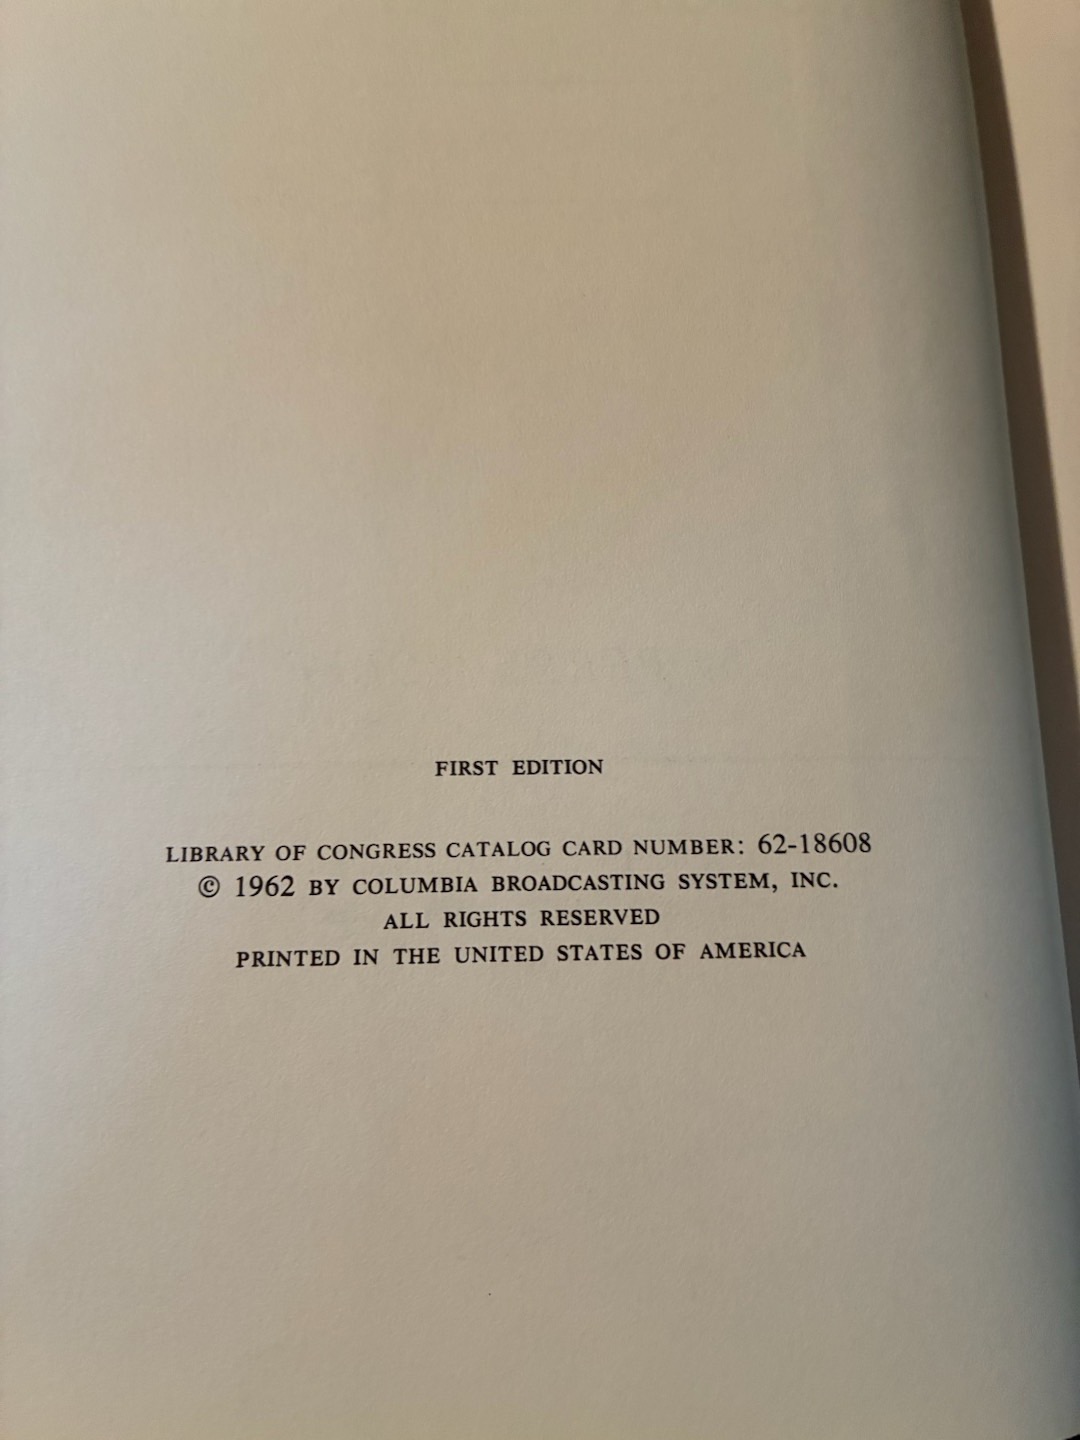 FIRST EDITION
LIBRARY OF CONGRESS CATALOG CARD NUMBER: 62-18608
© 1962 BY COLUMBIA BROADCASTING SYSTEM, INC.
ALL RIGHTS RESERVED
PRINTED IN THE UNITED STATES OF AMERICA